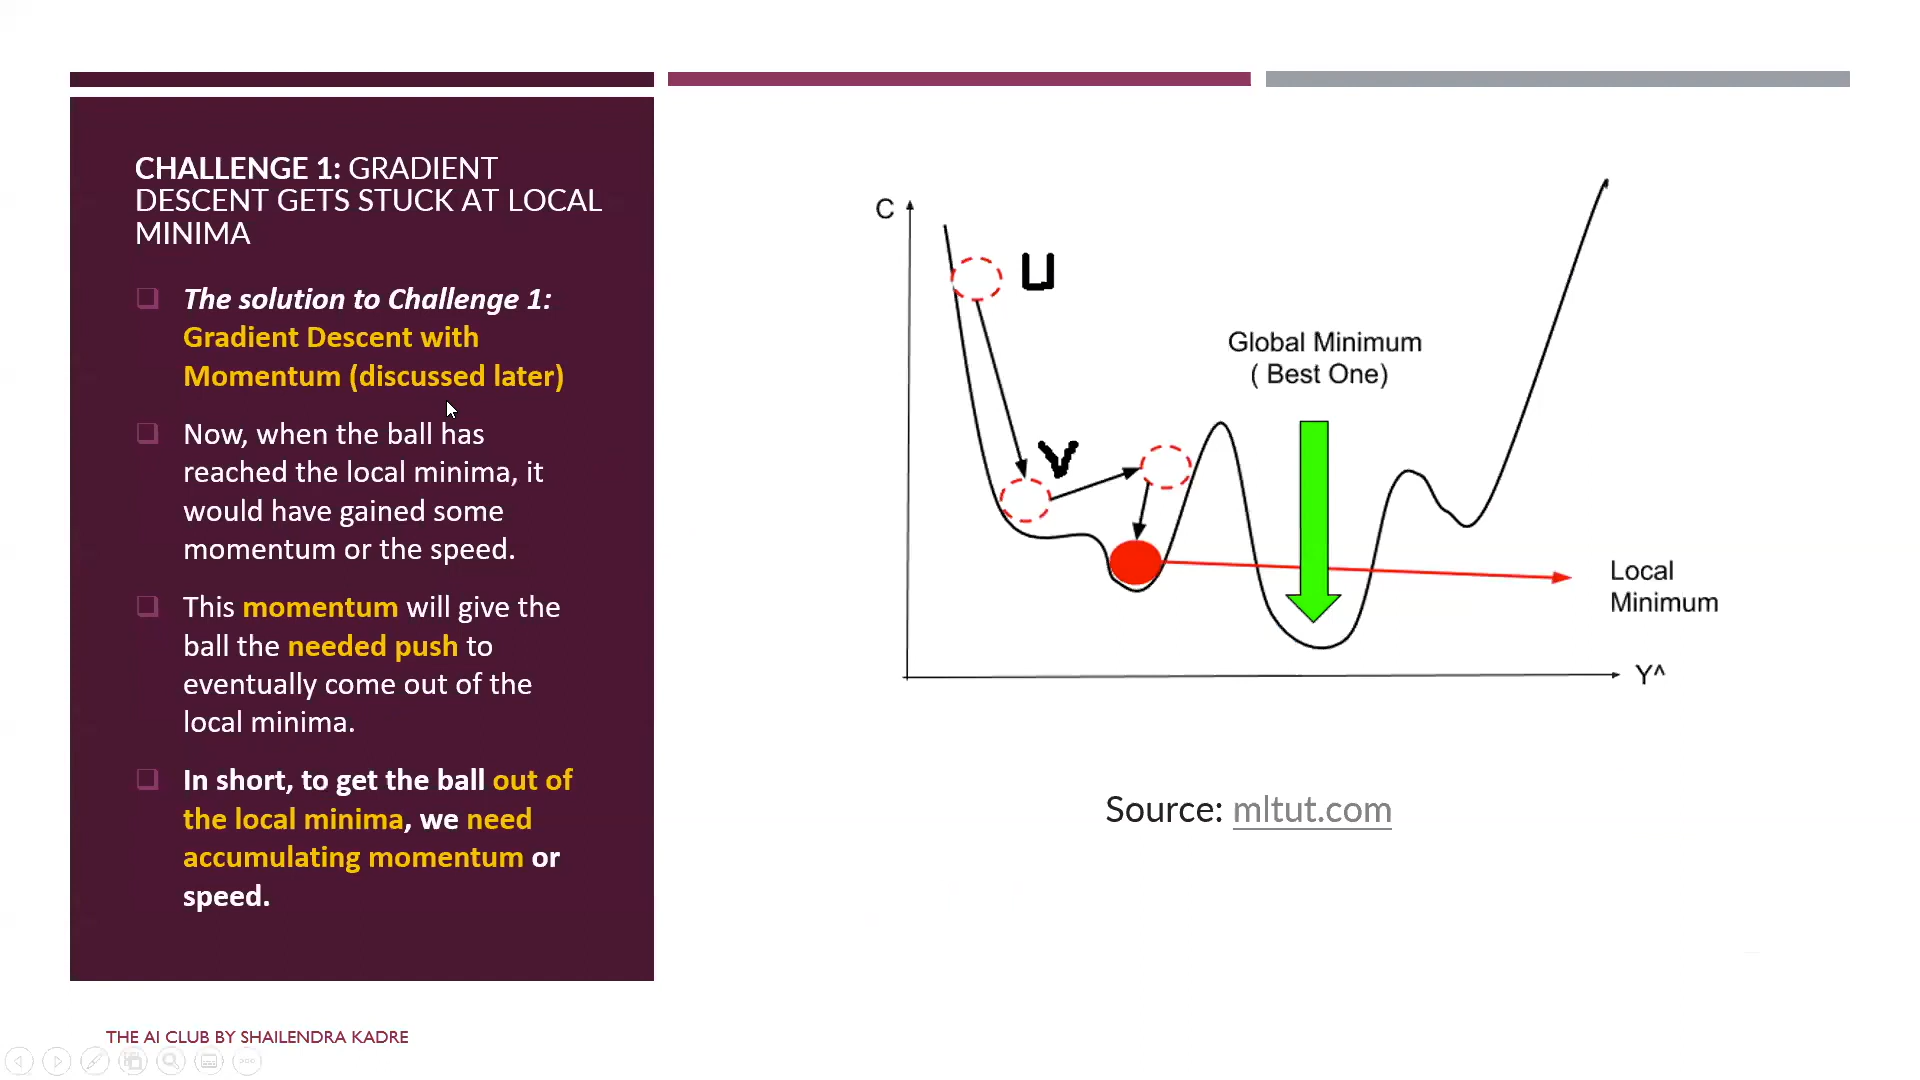 CHALLENGE 1: GRADIENT
DESCENT GETS STUCK AT LOCAL
MINIMA
The solution to Challenge 1:
Gradient Descent with
Momentum (discussed later)
Now, when the ball has
reached the local minima, it
would have gained some
momentum or the speed.
This momentum will give the
ball the needed push to
eventually come out of the
local minima.
In short, to get the ball out of
the local minima, we need
accumulating momentum or
speed.
C
U
V
Global Minimum
( Best One)
Local
Minimum
Y^
Source: mltut.com
THE AI CLUB BY SHAILENDRA KADRE